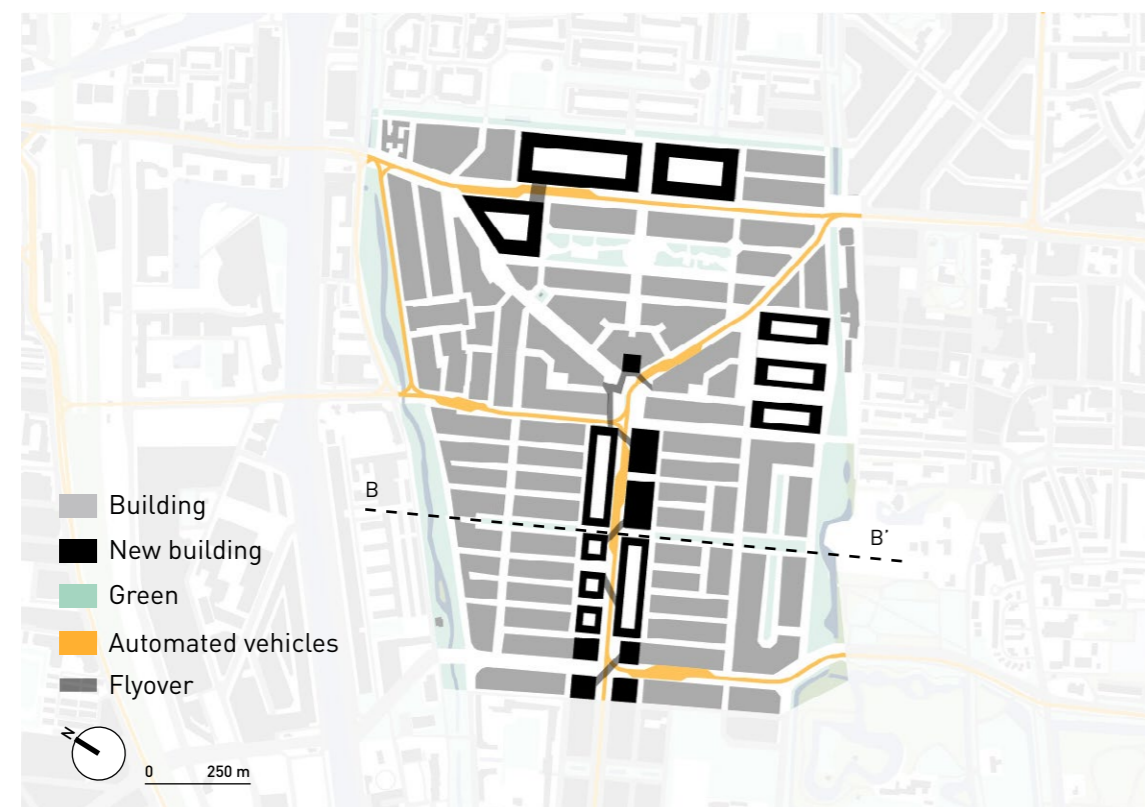 B
B'
Building
New building
Green
Automated vehicles
Flyover
N
0 250 m